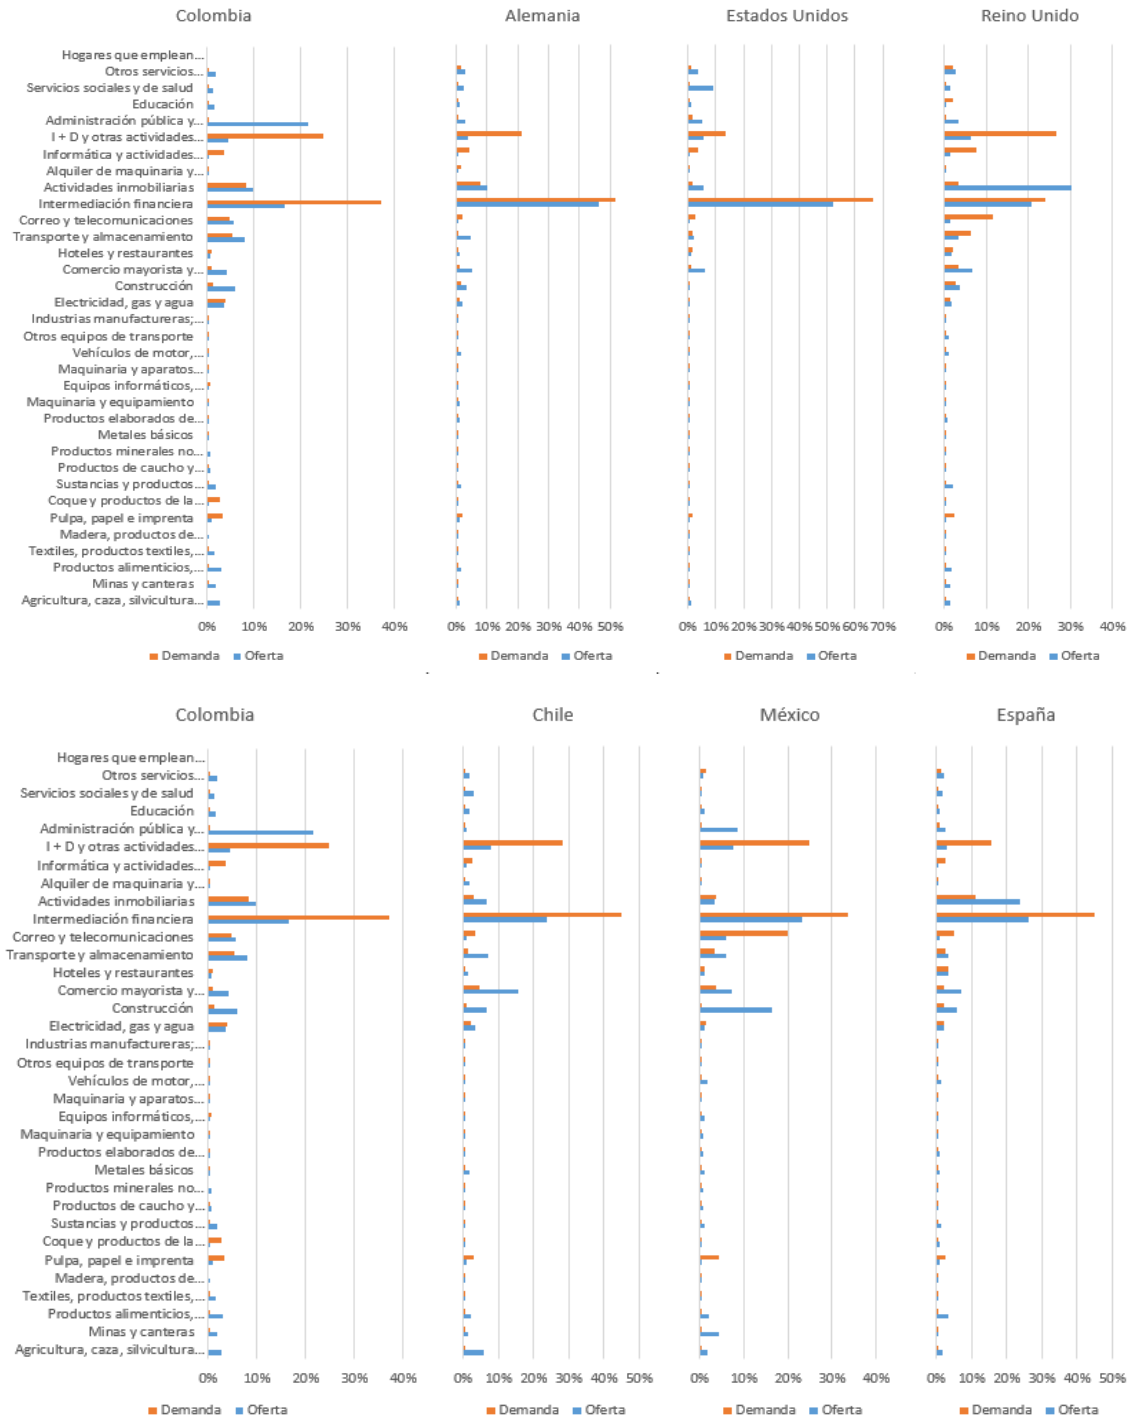 Colombia Alemania Estados Unidos Reino Unido
Hogares que emplean...
Otros servicios...
Servicios sociales y de salud
Educación
Administración pública y...
I + D y otras actividades...
Informática y actividades...
Alquiler de maquinaria y...
Actividades inmobiliarias
Intermediación financiera
Correo y telecomunicaciones
Transporte y almacenamiento
Hoteles y restaurantes
Comercio mayorista y...
Construcción
Electricidad, gas y agua
Industrias manufactureras;...
Otros equipos de transporte
Vehículos de motor,...
Maquinaria y aparatos...
Equipos informáticos,...
Maquinaria y equipamiento
Productos elaborados de...
Metales básicos
Productos minerales no...
Productos de caucho y...
Sustancias y productos...
Coque y productos de la...
Pulpa, papel e imprenta
Madera, productos de...
Textiles, productos textiles,...
Productos alimenticios,...
Minas y canteras
Agricultura, caza, silvicultura...
0% 10% 20% 30% 40% 0% 10% 20% 30% 40% 50% 0% 10% 20% 30% 40% 50% 60% 70% 0% 10% 20% 30% 40%
Demanda Oferta Demanda Oferta Demanda Oferta Demanda Oferta
Colombia Chile México España
Hogares que emplean...
Otros servicios...
Servicios sociales y de salud
Educación
Administración pública y...
I + D y otras actividades...
Informática y actividades...
Alquiler de maquinaria y...
Actividades inmobiliarias
Intermediación financiera
Correo y telecomunicaciones
Transporte y almacenamiento
Hoteles y restaurantes
Comercio mayorista y...
Construcción
Electricidad, gas y agua
Industrias manufactureras;...
Otros equipos de transporte
Vehículos de motor,...
Maquinaria y aparatos...
Equipos informáticos,...
Maquinaria y equipamiento
Productos elaborados de...
Metales básicos
Productos minerales no...
Productos de caucho y...
Sustancias y productos...
Coque y productos de la...
Pulpa, papel e imprenta
Madera, productos de...
Textiles, productos textiles,...
Productos alimenticios,...
Minas y canteras
Agricultura, caza, silvicultura...
0% 10% 20% 30% 40% 0% 10% 20% 30% 40% 50% 0% 10% 20% 30% 40% 0% 10% 20% 30% 40% 50%
Demanda Oferta Demanda Oferta Demanda Oferta Demanda Oferta